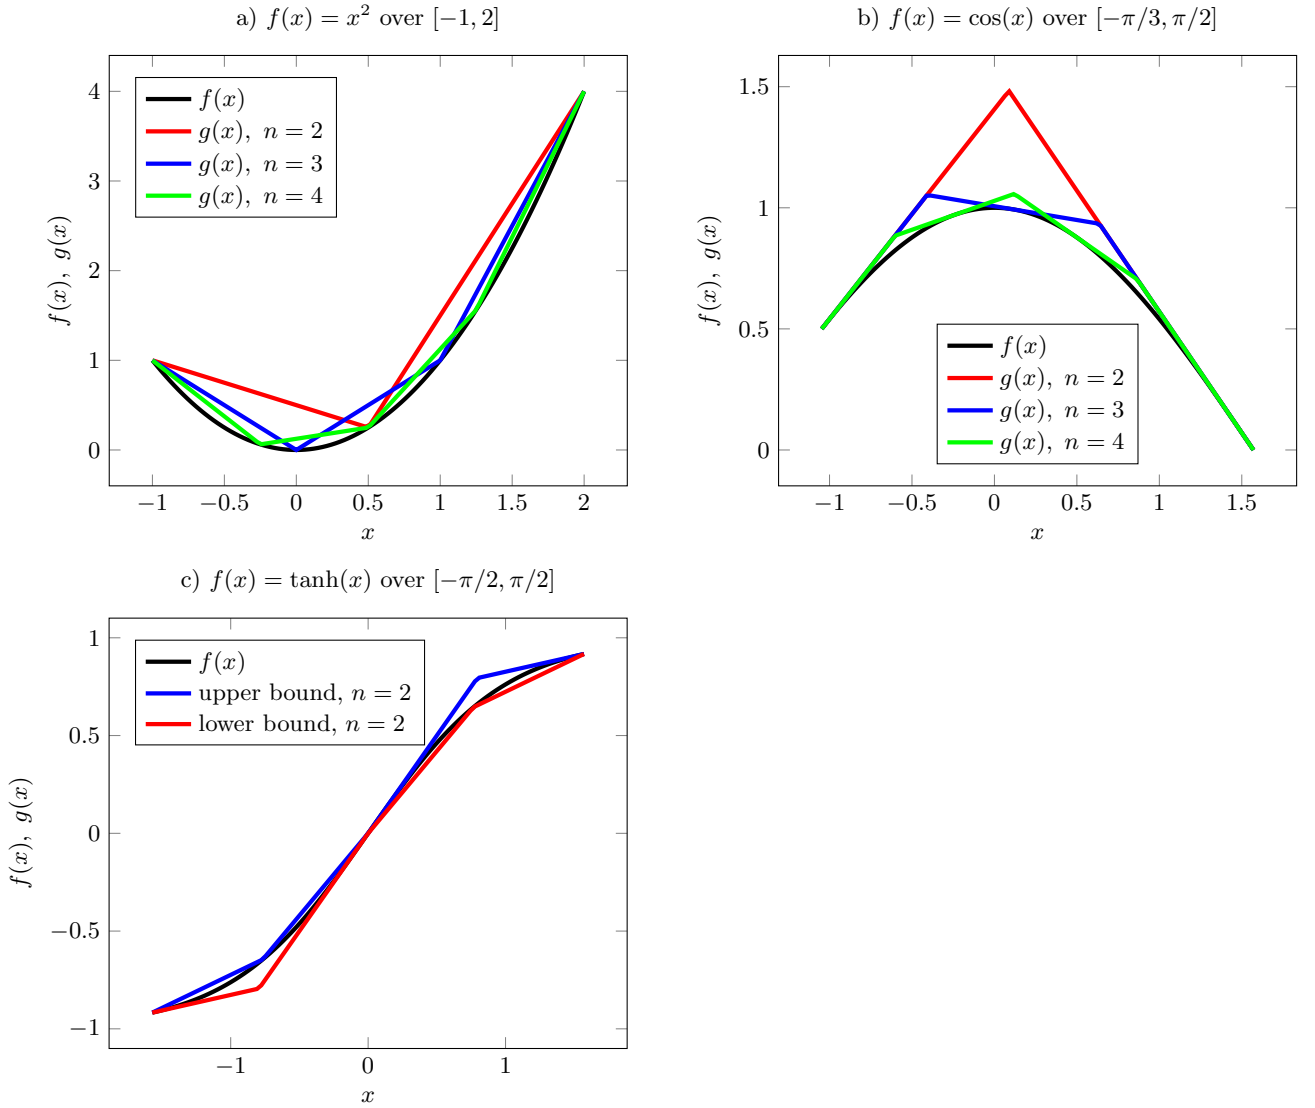 a) f(x) = x² over [−1, 2]
f(x)
g(x), n = 2
g(x), n = 3
g(x), n = 4
4
3
2
1
0
f(x), g(x)
−1
−0.5
0
0.5
1
1.5
2
x
b) f(x) = cos(x) over [−π/3, π/2]
1.5
1
0.5
0
f(x), g(x)
f(x)
g(x), n = 2
g(x), n = 3
g(x), n = 4
−1
−0.5
0
0.5
1
1.5
x
c) f(x) = tanh(x) over [−π/2, π/2]
f(x)
upper bound, n = 2
lower bound, n = 2
1
0.5
0
−0.5
−1
f(x), g(x)
−1
0
1
x